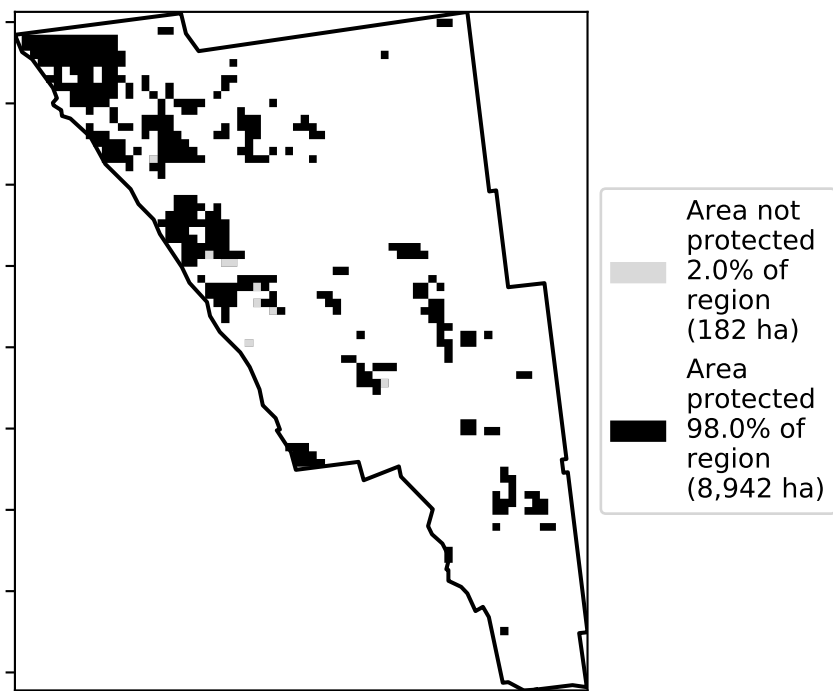 Area not
protected
2.0% of
region
(182 ha)
Area
protected
98.0% of
region
(8,942 ha)